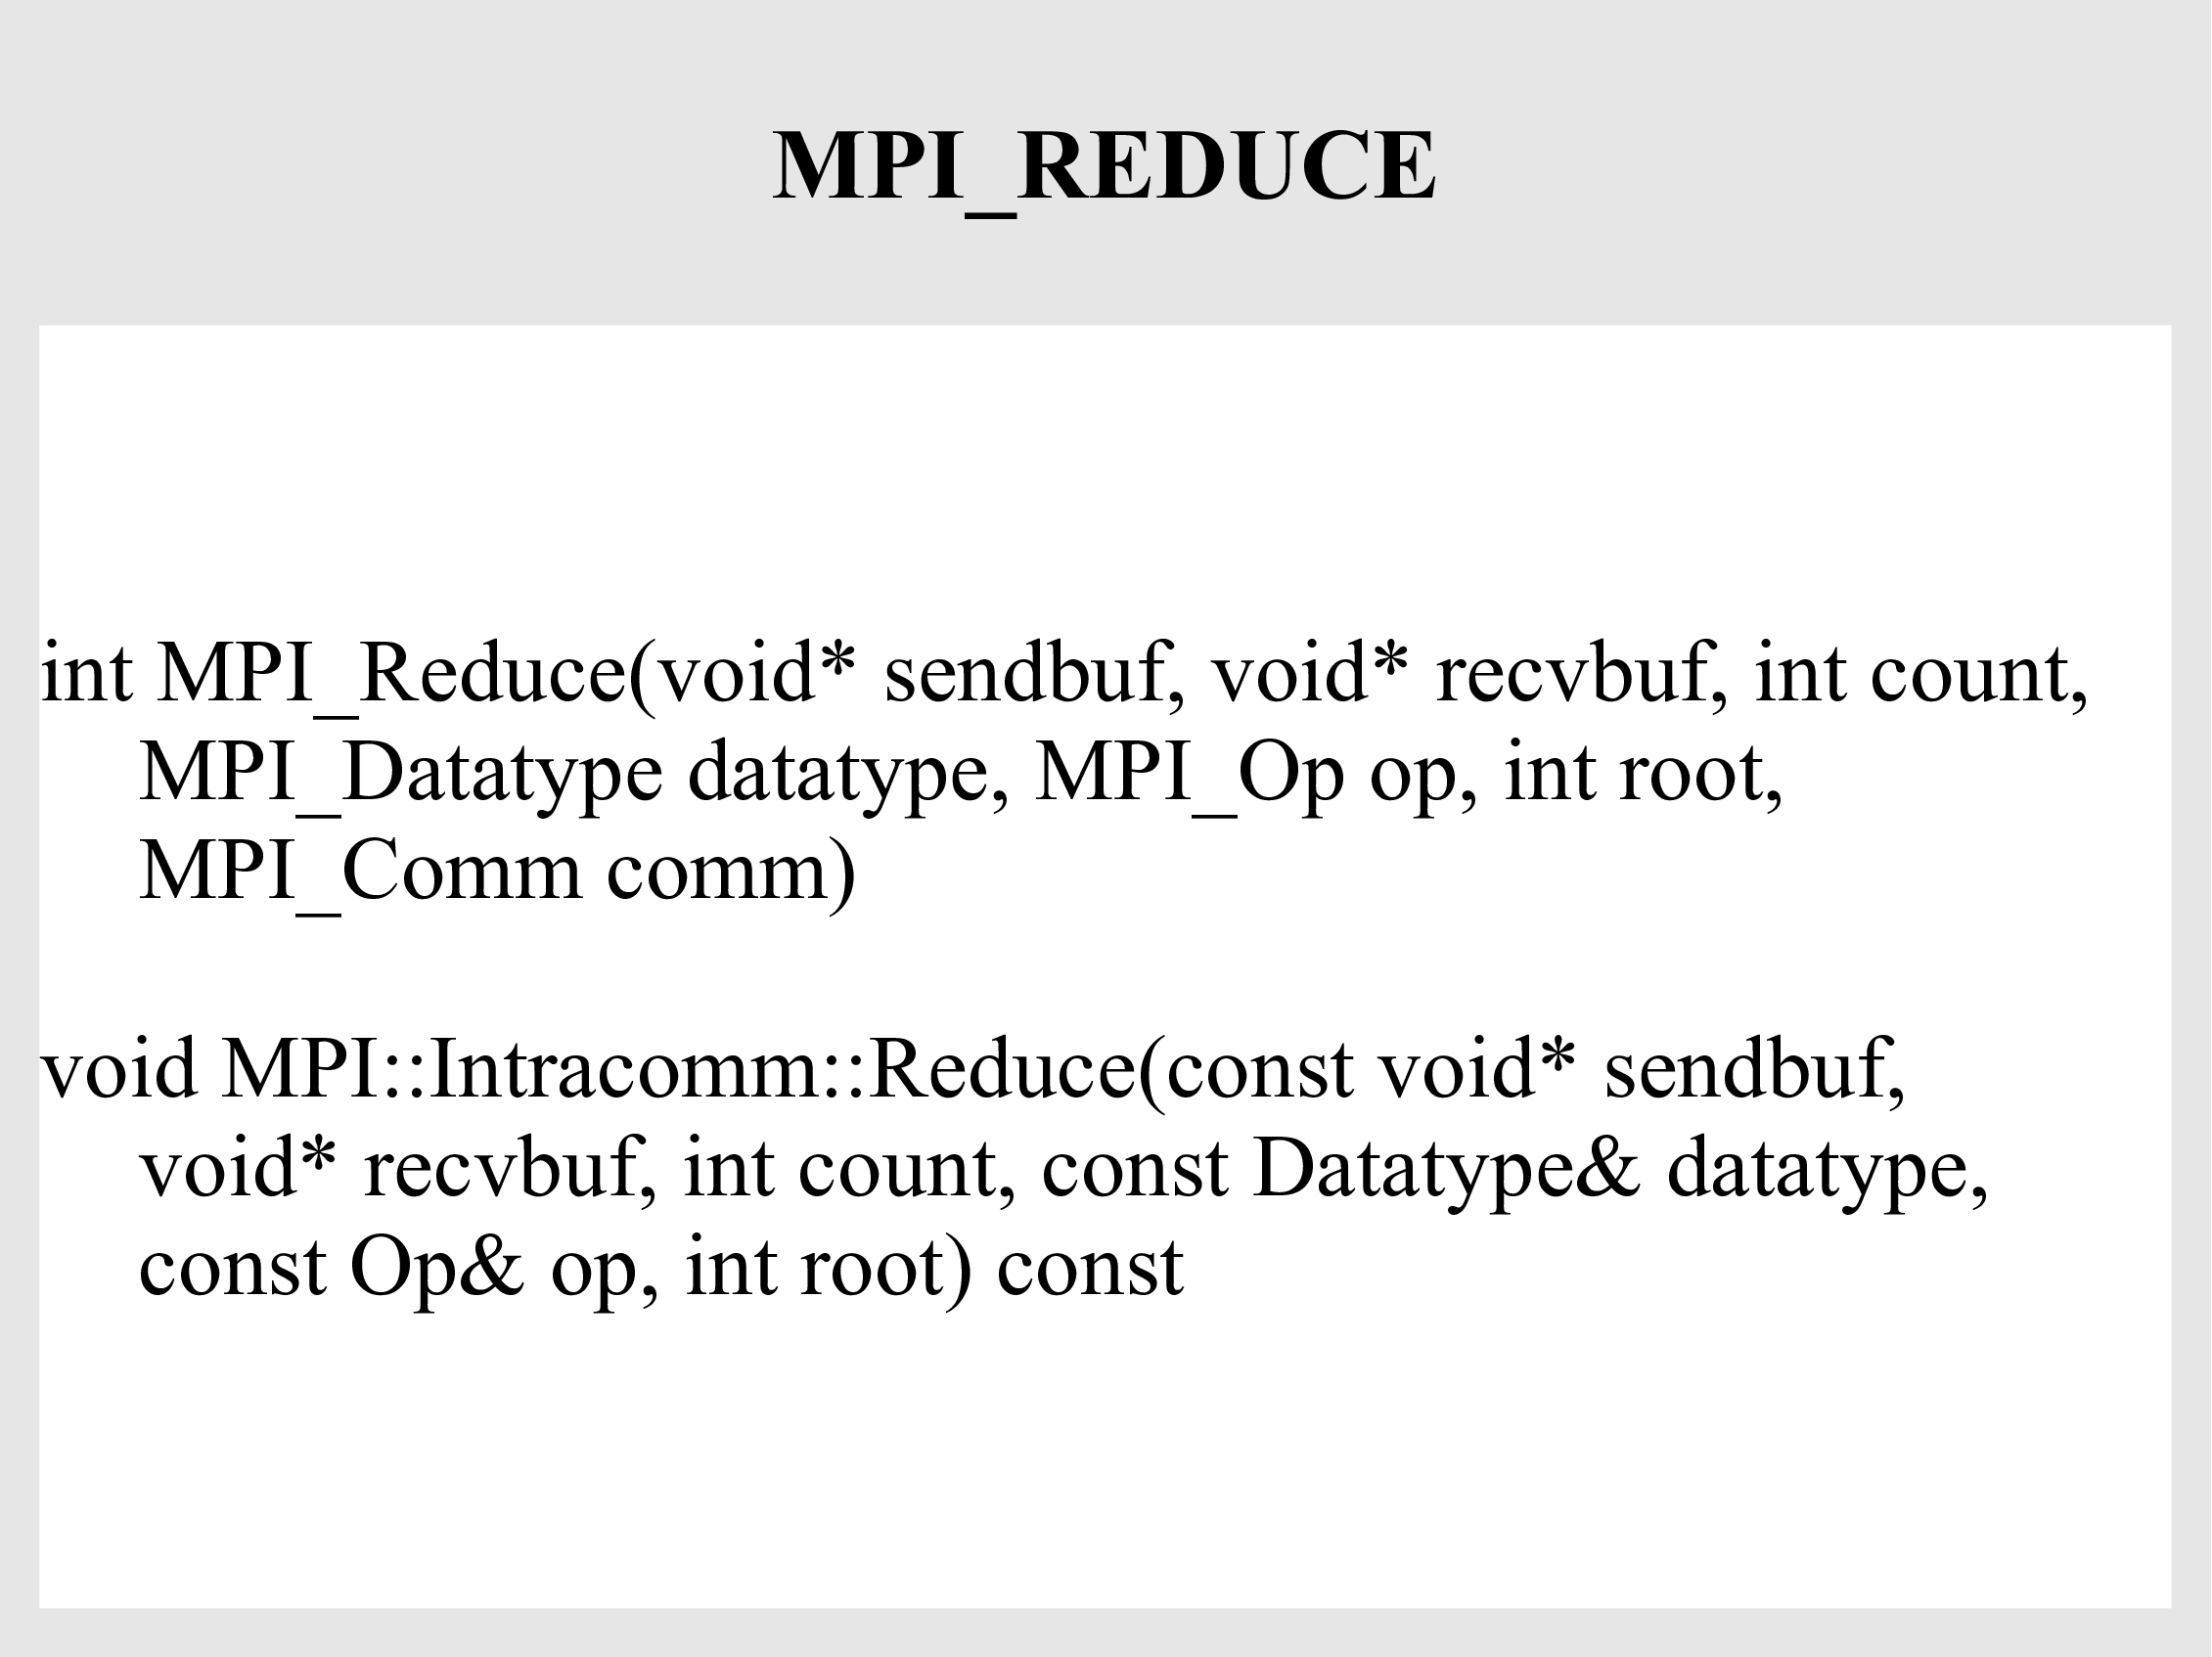 MPI_REDUCE
int MPI_Reduce(void* sendbuf, void* recvbuf, int count,
MPI_Datatype datatype, MPI_Op op, int root,
MPI_Comm comm)
void MPI::Intracomm::Reduce(const void* sendbuf,
void* recvbuf, int count, const Datatype& datatype,
const Op& op, int root) const